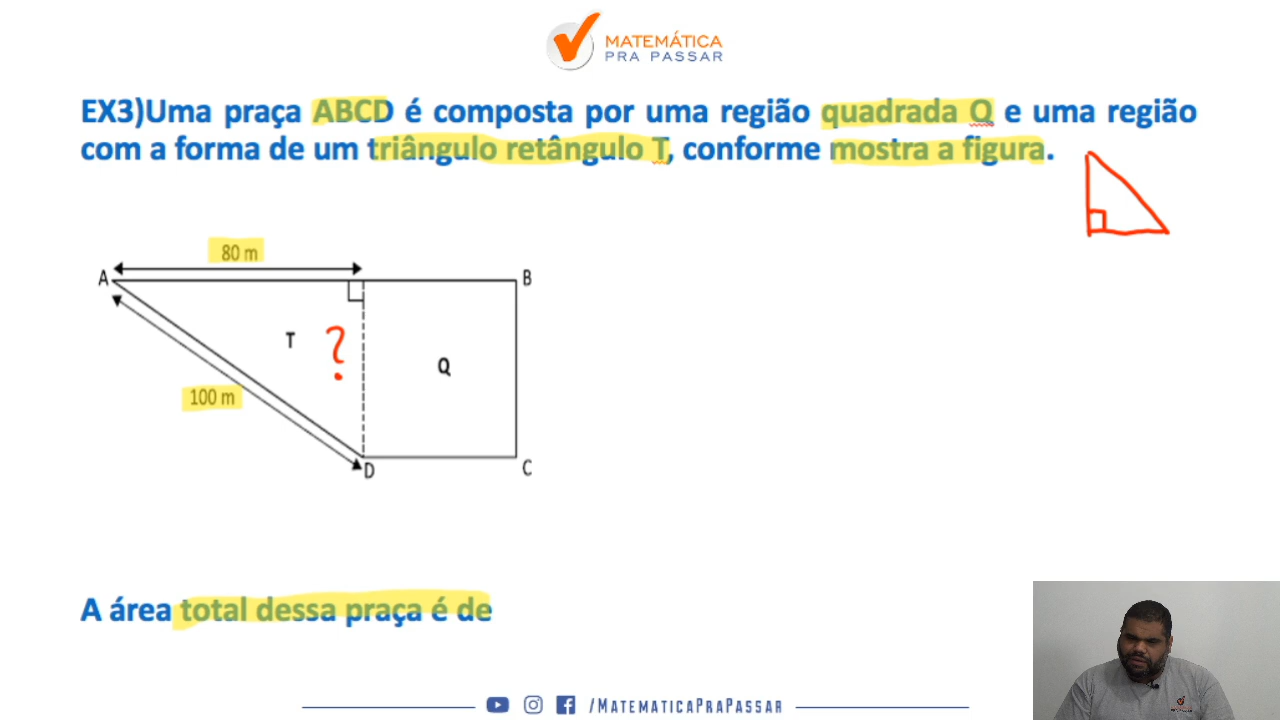 MATEMÁTICA
PRA PASSAR
EX3)Uma praça ABCD é composta por uma região quadrada Q e uma região
com a forma de um triângulo retângulo T, conforme mostra a figura.
80 m
A
B
T
?
Q
100 m
D
C
A área total dessa praça é de
/MATEMATICAPRAPASSAR